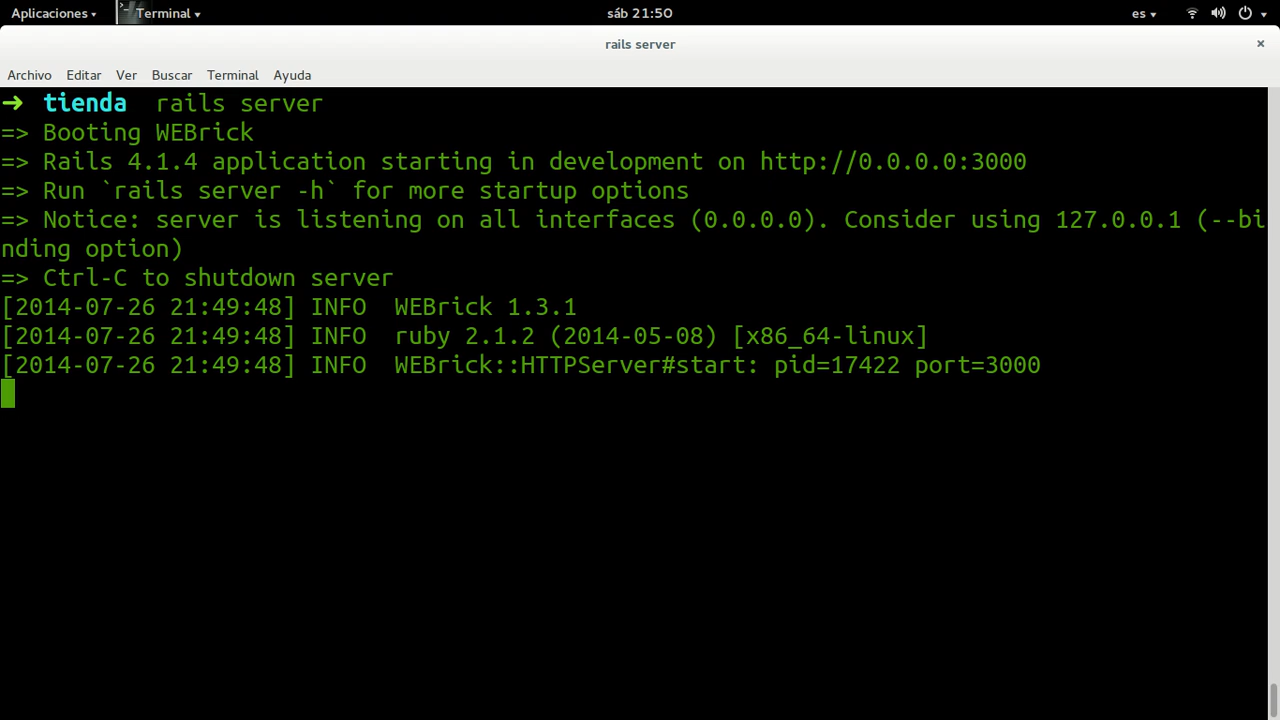 Aplicaciones Terminal sáb 21:50 es
rails server ×
Archivo Editar Ver Buscar Terminal Ayuda
➜ tienda rails server
=> Booting WEBrick
=> Rails 4.1.4 application starting in development on http://0.0.0.0:3000
=> Run `rails server -h` for more startup options
=> Notice: server is listening on all interfaces (0.0.0.0). Consider using 127.0.0.1 (--bi
nding option)
=> Ctrl-C to shutdown server
[2014-07-26 21:49:48] INFO  WEBrick 1.3.1
[2014-07-26 21:49:48] INFO  ruby 2.1.2 (2014-05-08) [x86_64-linux]
[2014-07-26 21:49:48] INFO  WEBrick::HTTPServer#start: pid=17422 port=3000